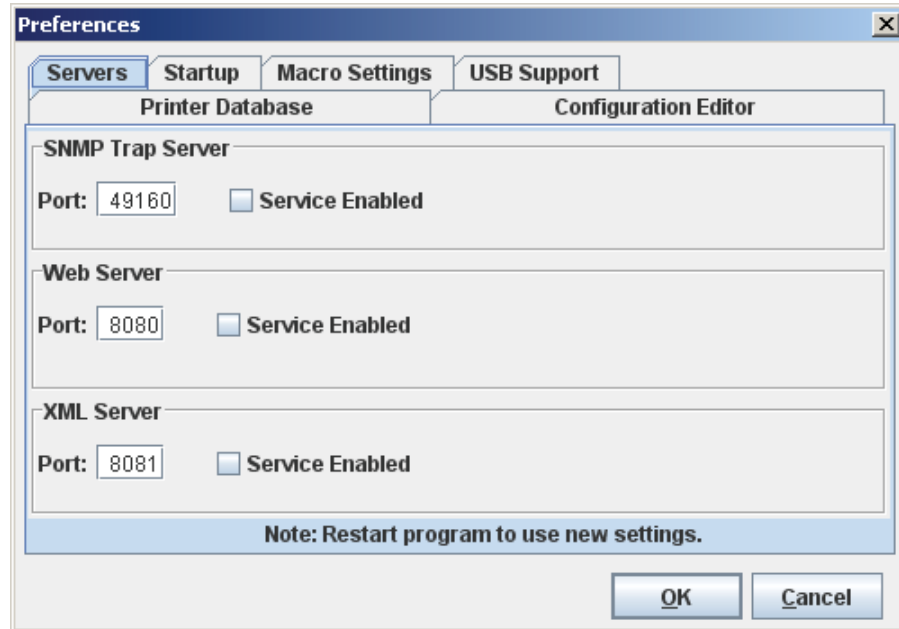 Preferences
Servers Startup Macro Settings USB Support
Printer Database Configuration Editor
SNMP Trap Server
Port: 49160 Service Enabled
Web Server
Port: 8080 Service Enabled
XML Server
Port: 8081 Service Enabled
Note: Restart program to use new settings.
OK Cancel